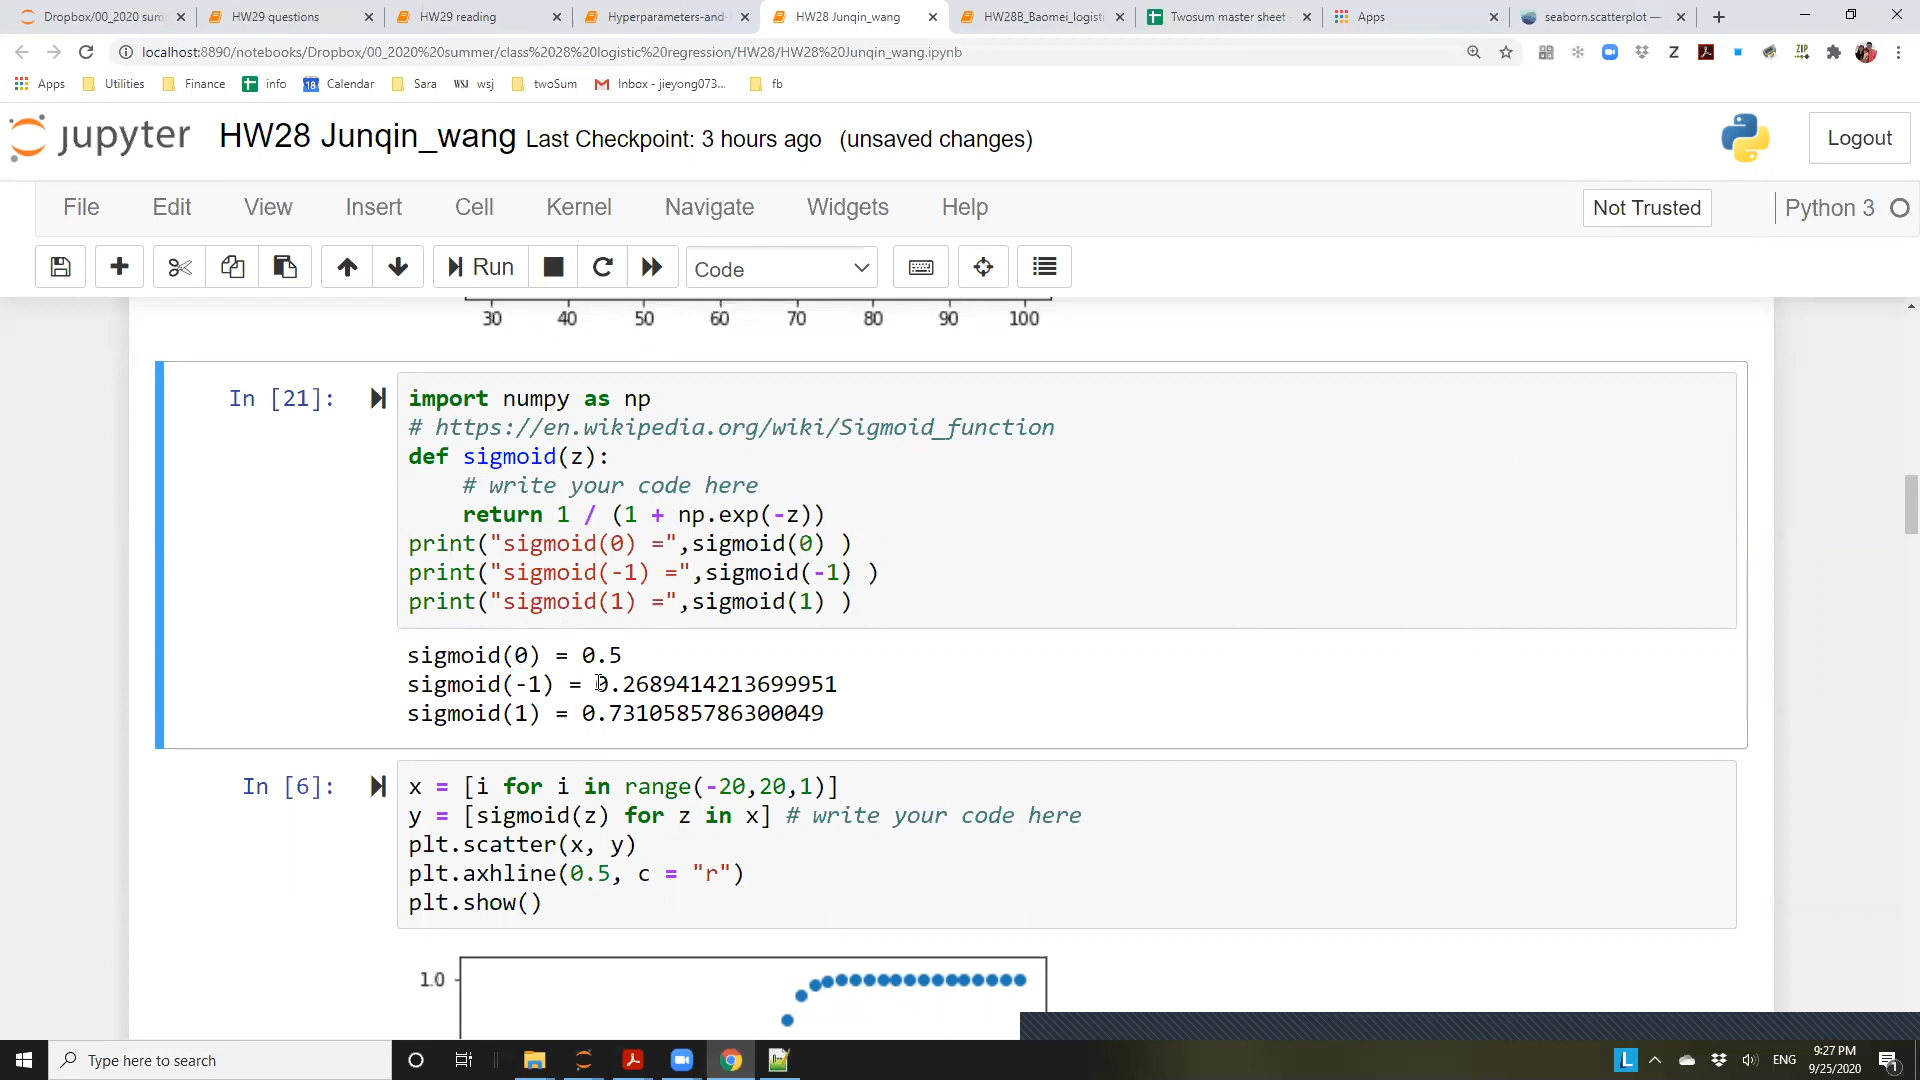 Dropbox/00_2020 sum
HW29 questions
HW29 reading
Hyperparameters-and-
HW28 Junqin_wang
HW28B_Baomei_logisti
Twosum master sheet
Apps
seaborn.scatterplot —
localhost:8890/notebooks/Dropbox/00_2020%20summer/class%2028%20logistic%20regression/HW28/HW28%20Junqin_wang.ipynb
Apps
Utilities
Finance
info
Calendar
Sara
WSJ wsj
twoSum
Inbox - jieyong073...
fb
jupyter HW28 Junqin_wang Last Checkpoint: 3 hours ago (unsaved changes)
Logout
File Edit View Insert Cell Kernel Navigate Widgets Help
Not Trusted
Python 3
Run
Code
30 40 50 60 70 80 90 100
In [21]:
import numpy as np
# https://en.wikipedia.org/wiki/Sigmoid_function
def sigmoid(z):
    # write your code here
    return 1 / (1 + np.exp(-z))
print("sigmoid(0) =",sigmoid(0) )
print("sigmoid(-1) =",sigmoid(-1) )
print("sigmoid(1) =",sigmoid(1) )
sigmoid(0) = 0.5
sigmoid(-1) = 0.2689414213699951
sigmoid(1) = 0.7310585786300049
In [6]:
x = [i for i in range(-20,20,1)]
y = [sigmoid(z) for z in x] # write your code here
plt.scatter(x, y)
plt.axhline(0.5, c = "r")
plt.show()
1.0
Type here to search
ENG
9:27 PM
9/25/2020